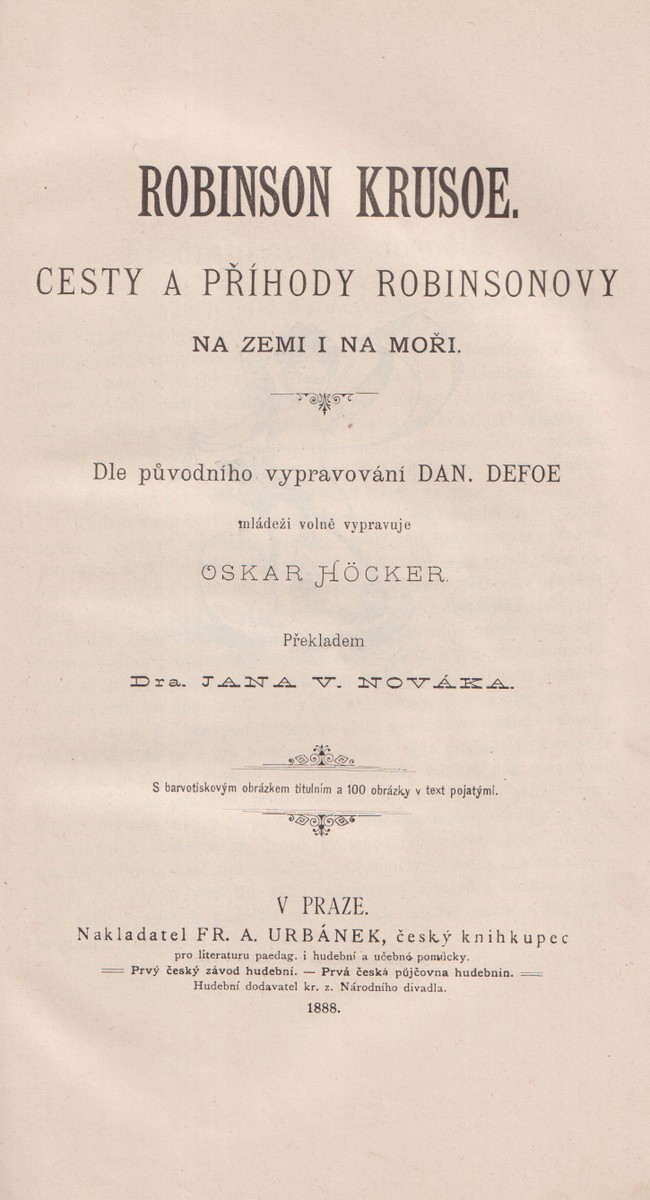 ROBINSON KRUSOE.
CESTY A PŘÍHODY ROBINSONOVY
NA ZEMI I NA MOŘI.
Dle původního vypravování DAN. DEFOE
mládeži volně vypravuje
OSKAR HÖCKER.
Překladem
Dra. JANA V. NOVÁKA.
S barvotiskovým obrázkem titulním a 100 obrázky v text pojatými.
V PRAZE.
Nakladatel FR. A. URBÁNEK, český knihkupec
pro literaturu paedag. i hudební a učebné pomůcky.
Prvý český závod hudební. — Prvá česká půjčovna hudebnin.
Hudební dodavatel kr. z. Národního divadla.
1888.